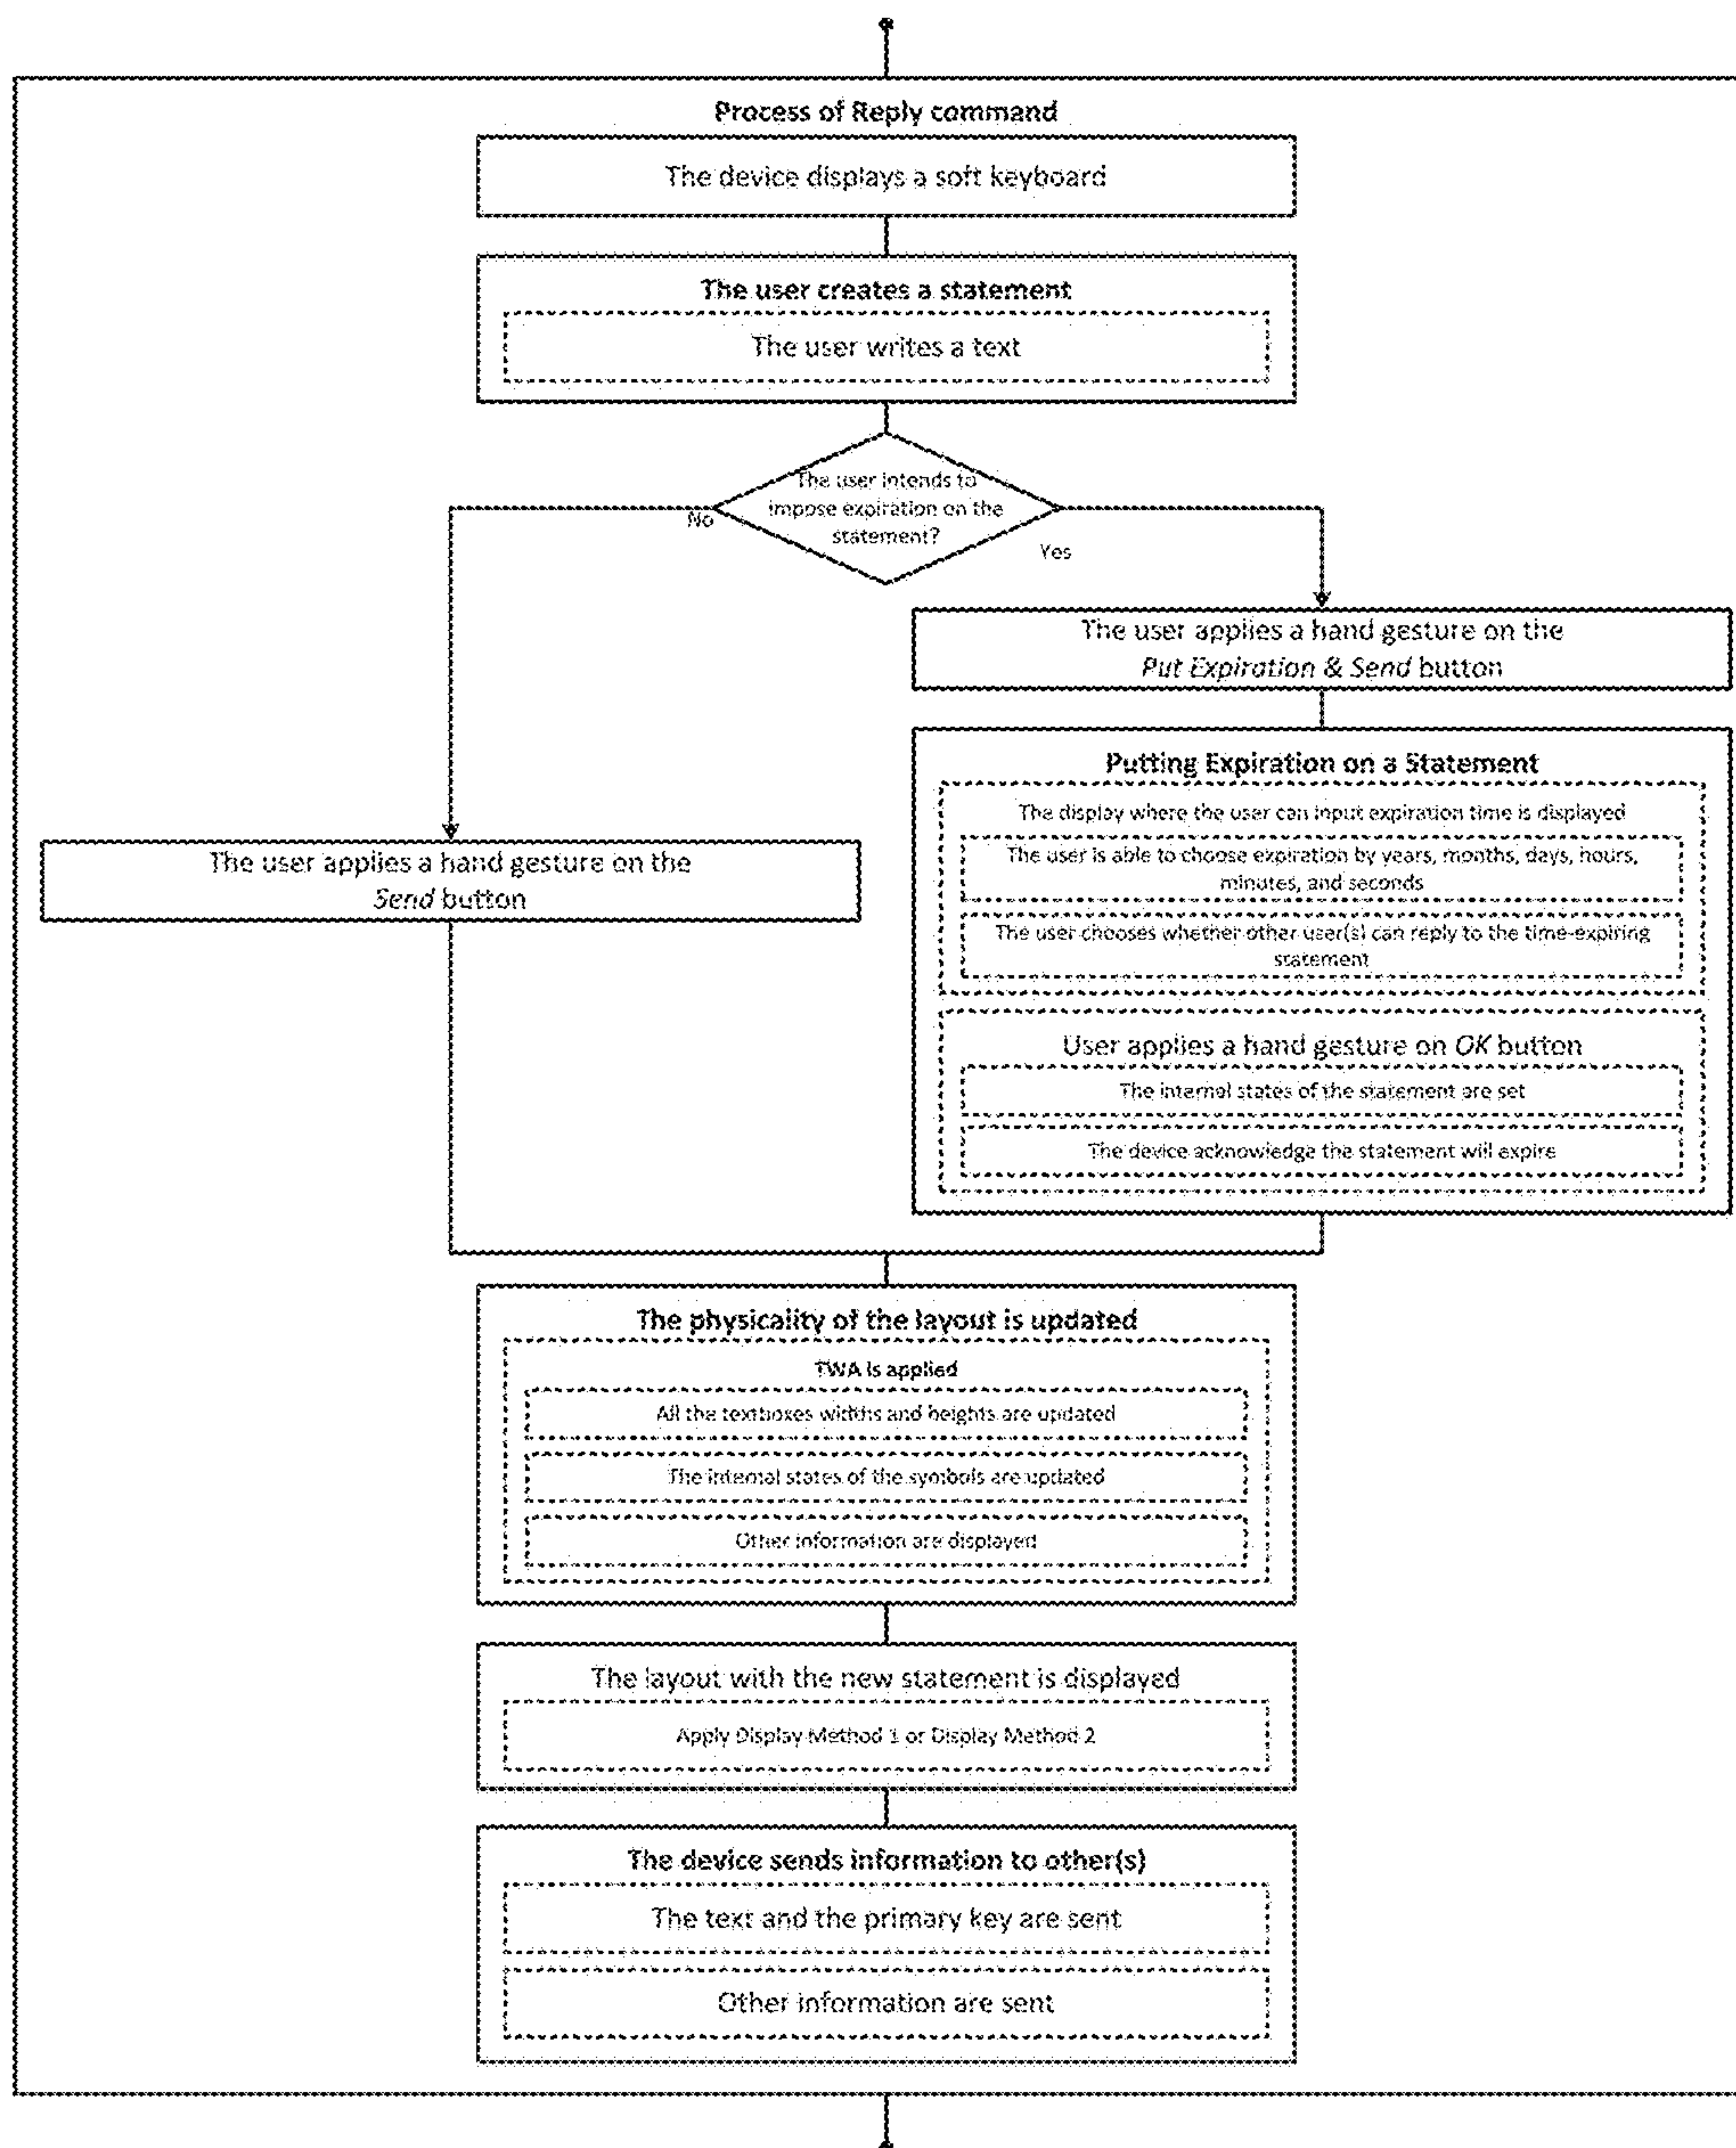 Process of Reply command
The device displays a soft keyboard
The user creates a statement
The user writes a text
The user intends to
impose expiration on the
statement?
No
Yes
The user applies a hand gesture on the
Put Expiration & Send button
Putting Expiration on a Statement
The display where the user can input expiration time is displayed
The user is able to choose expiration by years, months, days, hours,
minutes, and seconds
The user chooses whether other user(s) can reply to the time-expiring
statement
The user applies a hand gesture on the
Send button
User applies a hand gesture on OK button
The internal states of the statement are set
The device acknowledge the statement will expire
The physicality of the layout is updated
TWA is applied
All the textboxes widths and heights are updated
The internal states of the symbols are updated
Other information are displayed
The layout with the new statement is displayed
Apply Display Method 1 or Display Method 2
The device sends information to other(s)
The text and the primary key are sent
Other information are sent